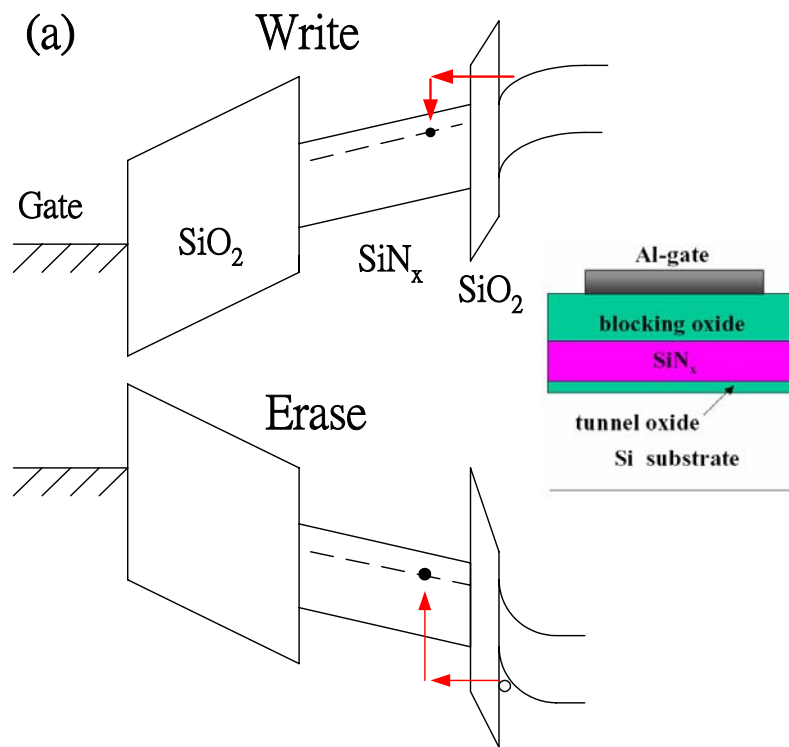 (a)
Write
Gate
SiO₂
SiNₓ
SiO₂
Al-gate
blocking oxide
SiNₓ
tunnel oxide
Si substrate
Erase